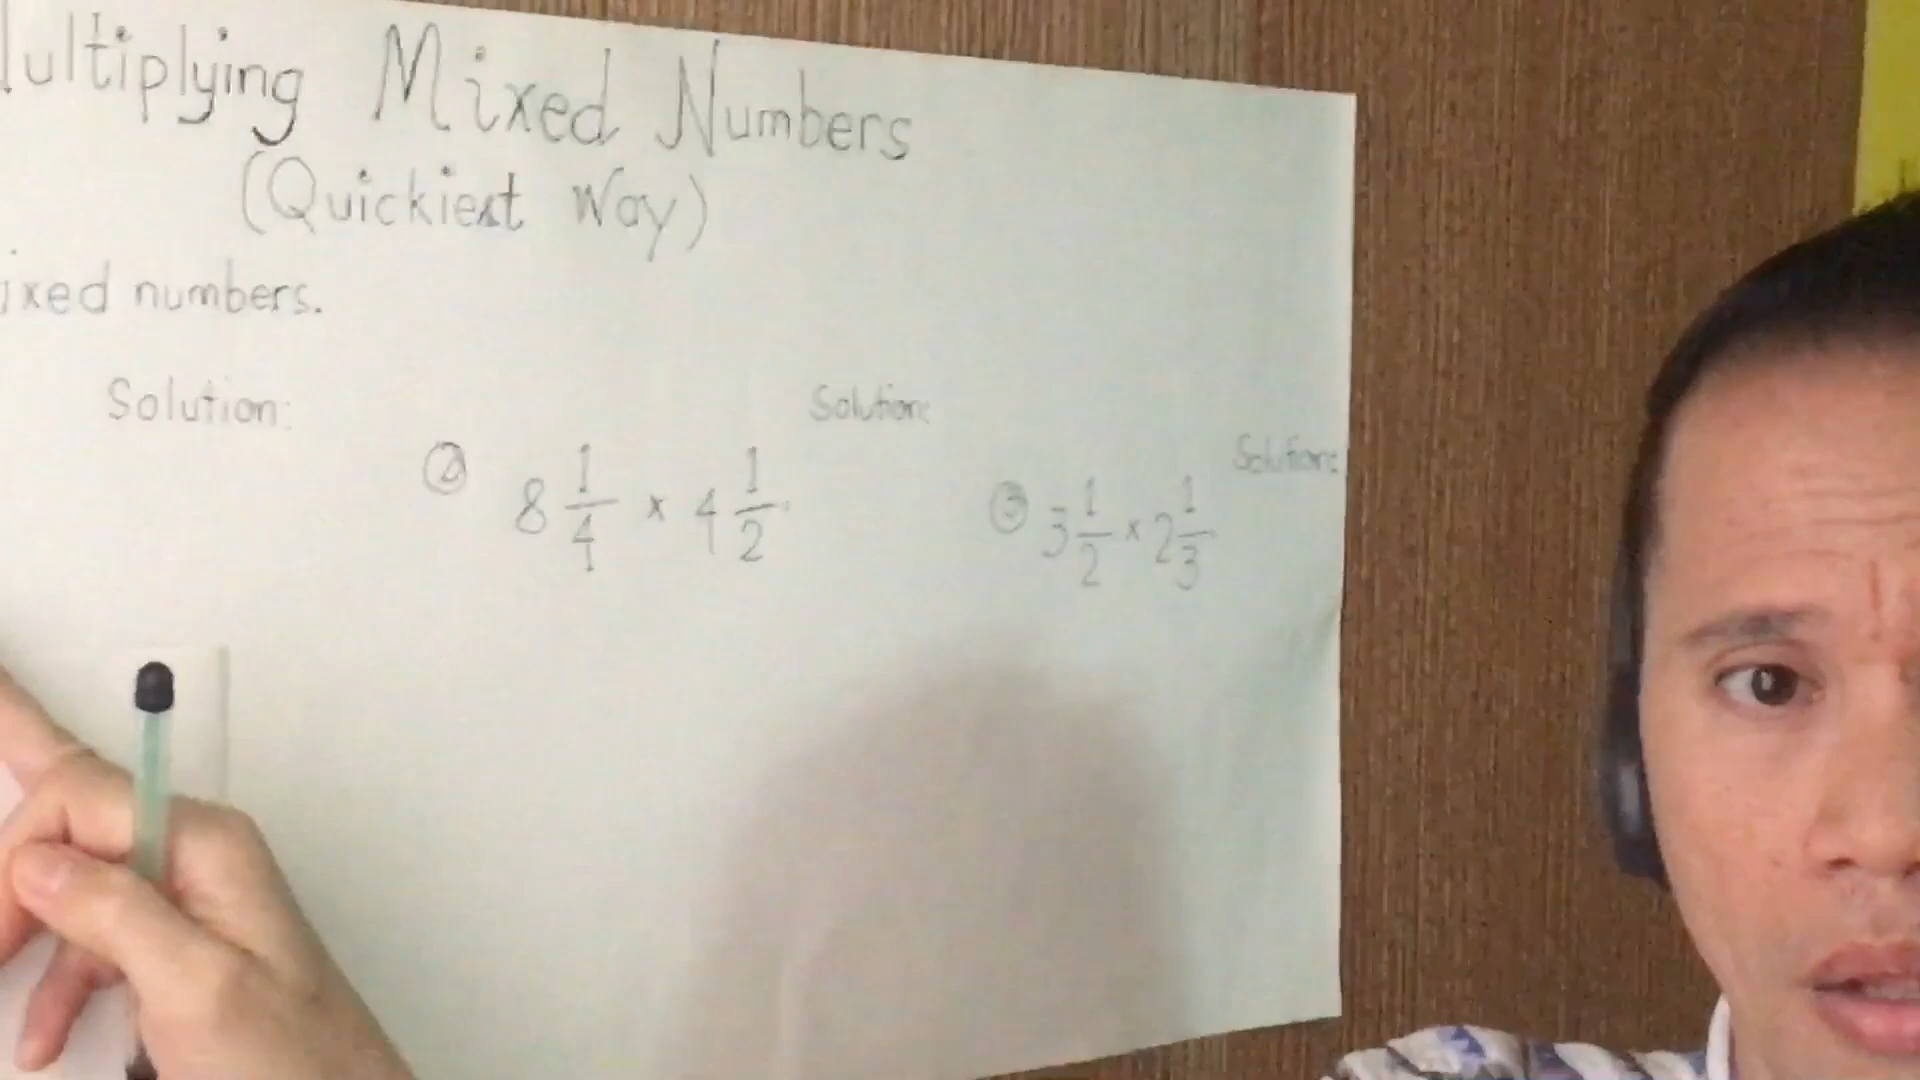 ultiplying Mixed Numbers
(Quickiest Way)
ixed numbers.
Solution:
Solution:
Solution:
② 8 1/4 x 4 1/2
③ 3 1/2 x 2 1/3